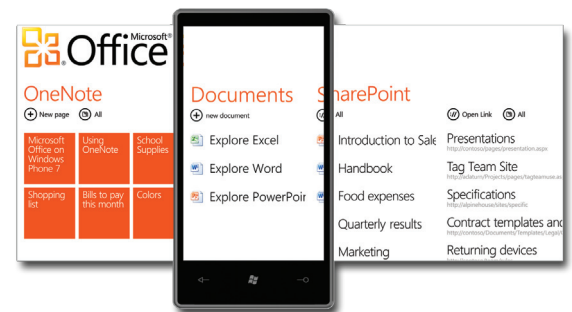 Microsoft®
Office
OneNote
New page
All
Microsoft
Office on
Windows
Phone 7
Using
OneNote
School
Supplies
Shopping
list
Bills to pay
this month
Colors
Documents
new document
Explore Excel
Explore Word
Explore PowerPoir
SharePoint
All
Introduction to Sale
Handbook
Food expenses
Quarterly results
Marketing
Open Link
All
Presentations
http://contoso/pages/presentation.aspx
Tag Team Site
http://adatum/Projects/pages/tagteamuse.as
Specifications
http://alpinehouse/sites/specific
Contract templates and
http://contoso/Documents/Templates/Legal/
Returning devices